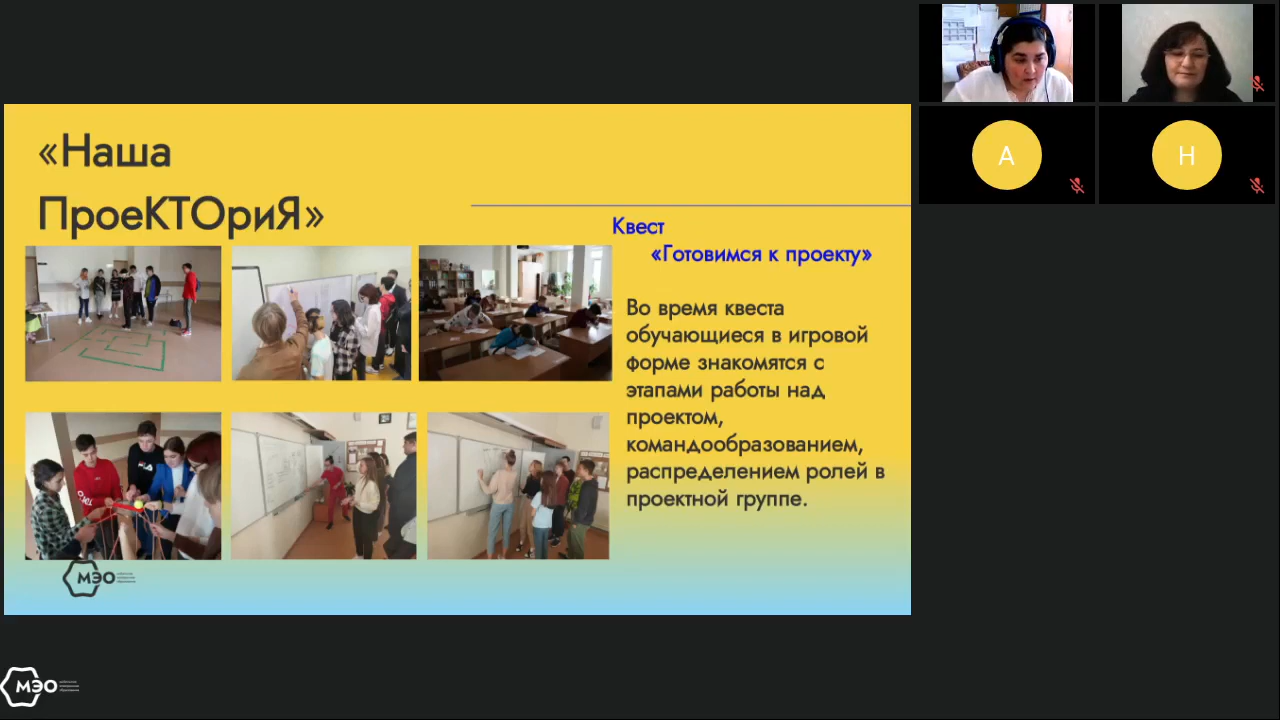 «Наша
ПроеКТОриЯ»
Квест
«Готовимся к проекту»
Во время квеста
обучающиеся в игровой
форме знакомятся с
этапами работы над
проектом,
командообразованием,
распределением ролей в
проектной группе.
МЭО
МЭО
А
Н